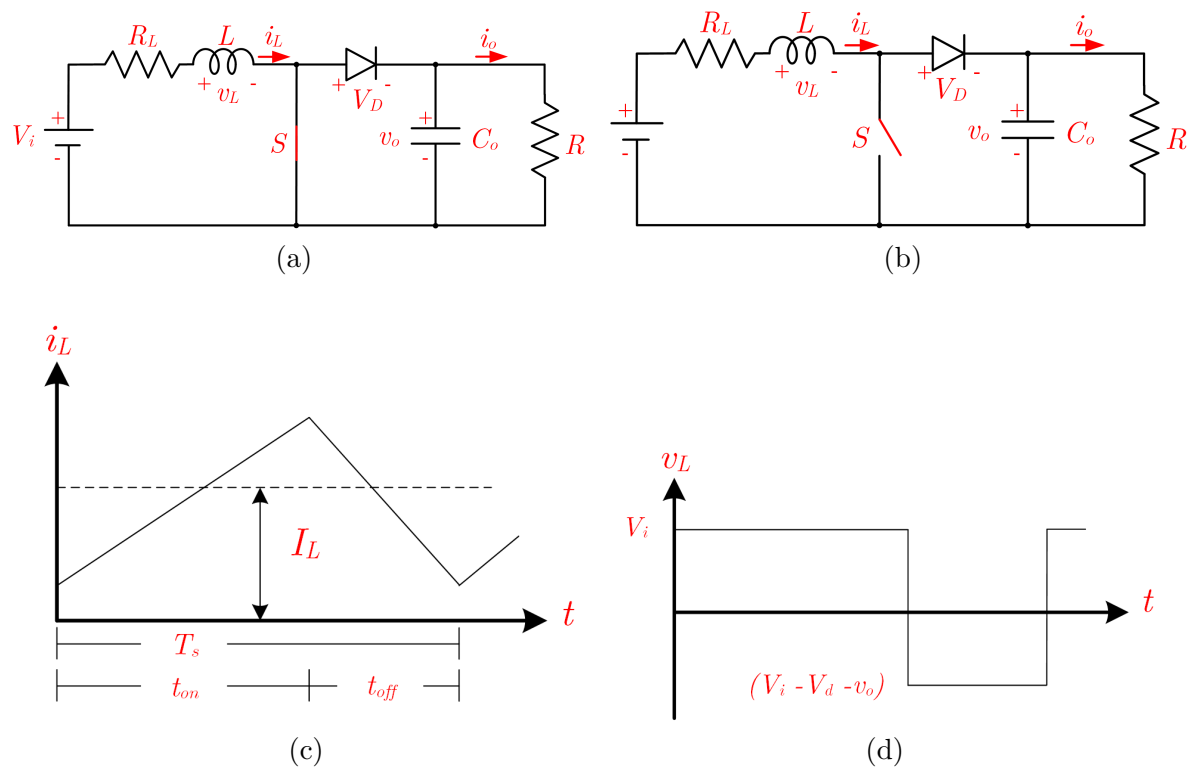 R_L L i_L i_o
+ v_L - + V_D -
V_i + - S v_o + - C_o R
(a)
R_L L i_L i_o
+ v_L - + V_D -
+ - S v_o + - C_o R
(b)
i_L
I_L
t
T_s
t_on t_off
(c)
v_L
V_i
t
(V_i -V_d -v_o)
(d)